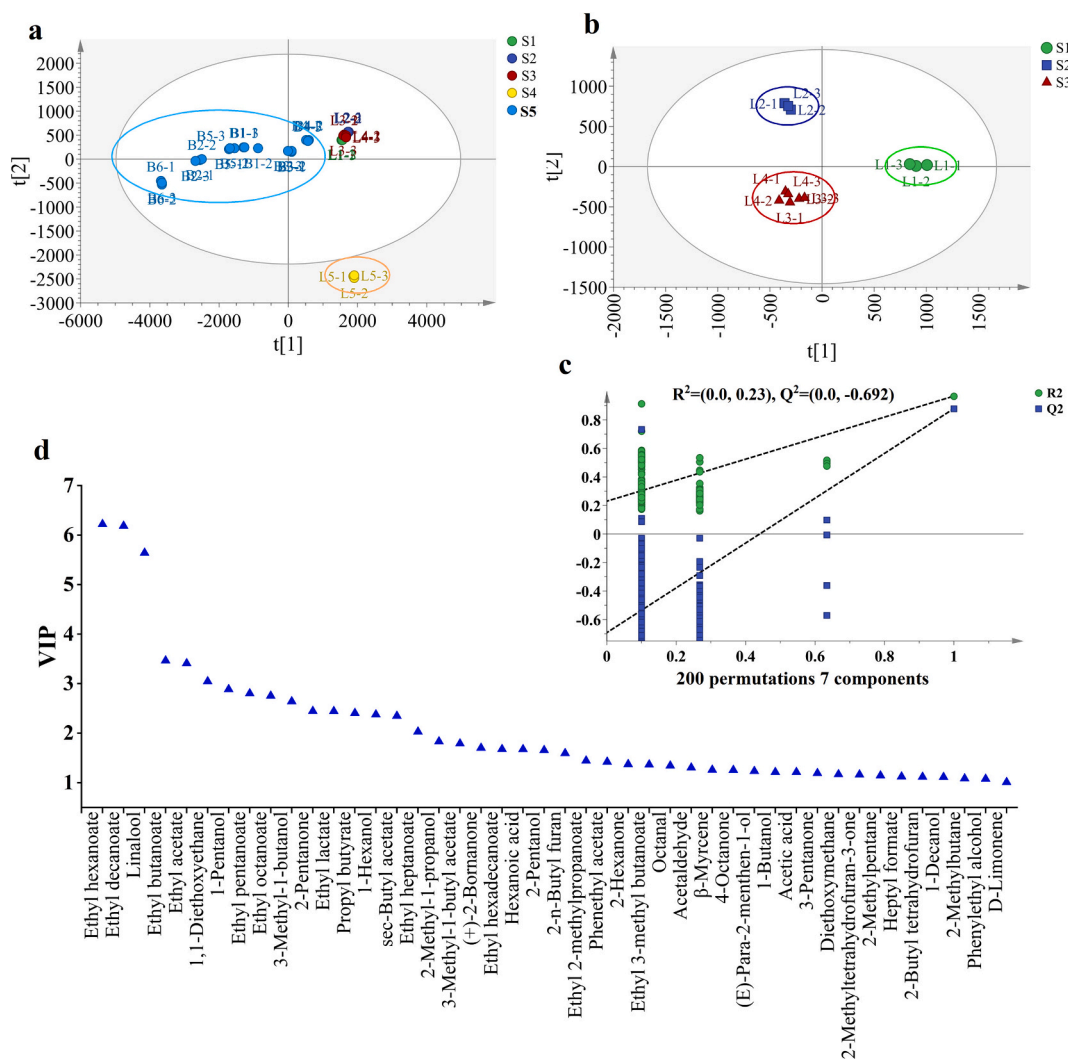 a
S1
S2
S3
S4
S5
t[2]
2000
1500
1000
500
0
-500
-1000
-1500
-2000
-2500
-3000
B6-1
B6-2
B2-2
B2-1
B5-3
B1-2
L5-1
L5-3
L5-2
-6000 -4000 -2000 0 2000 4000
t[1]
b
S1
S2
S3
t[2]
1000
500
0
-500
-1000
-1500
L2-3
L2-1
L2-2
L1-3
L1-1
L1-2
L4-1
L4-3
L4-2
L3-1
-2000 -1500 -1000 -500 0 500 1000 1500
t[1]
c
R²=(0.0, 0.23), Q²=(0.0, -0.692)
R2
Q2
0.8
0.6
0.4
0.2
0
-0.2
-0.4
-0.6
0 0.2 0.4 0.6 0.8 1
200 permutations 7 components
d
VIP
7
6
5
4
3
2
1
Ethyl hexanoate
Ethyl decanoate
Linalool
Ethyl butanoate
Ethyl acetate
1,1-Diethoxyethane
1-Pentanol
Ethyl pentanoate
Ethyl octanoate
3-Methyl-1-butanol
2-Pentanone
Ethyl lactate
Propyl butyrate
1-Hexanol
sec-Butyl acetate
Ethyl heptanoate
2-Methyl-1-propanol
3-Methyl-1-butyl acetate
(+)-2-Bornanone
Ethyl hexadecanoate
Hexanoic acid
2-Pentanol
2-n-Butyl furan
Ethyl 2-methylpropanoate
Phenethyl acetate
2-Hexanone
Ethyl 3-methyl butanoate
Octanal
Acetaldehyde
β-Myrcene
4-Octanone
(E)-Para-2-menthen-1-ol
1-Butanol
Acetic acid
3-Pentanone
Diethoxymethane
2-Methyltetrahydrofuran-3-one
2-Methylpentane
Heptyl formate
2-Butyl tetrahydrofuran
1-Decanol
2-Methylbutane
Phenylethyl alcohol
D-Limonene